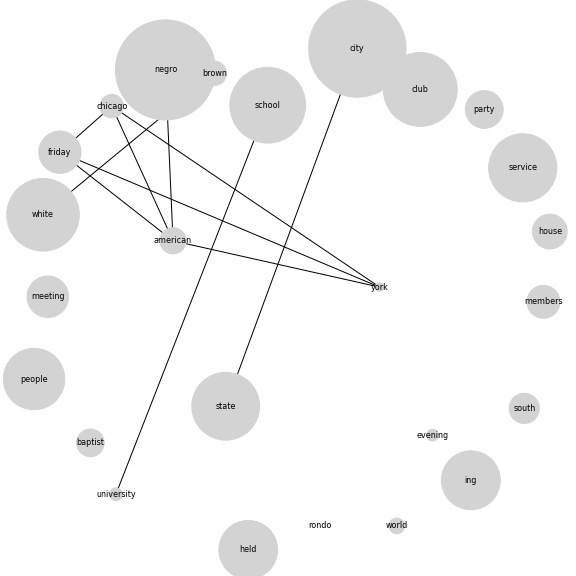 city
negro
brown
club
school
chicago
party
friday
service
white
house
american
york
meeting
members
people
state
south
evening
baptist
ing
university
rondo
world
held